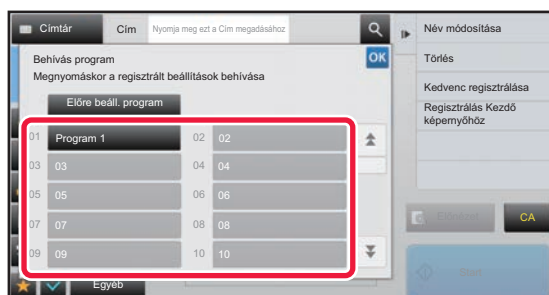 Címtár Cím Nyomja meg ezt a Cím megadásához
Behívás program OK
Megnyomáskor a regisztrált beállítások behívása
Előre beáll. program
01 Program 1 02 02
03 03 04 04
05 05 06 06
07 07 08 08
09 09 10 10
Egyéb
Név módosítása
Törlés
Kedvenc regisztrálása
Regisztrálás Kezdő
képernyőhöz
Előnézet CA
Start